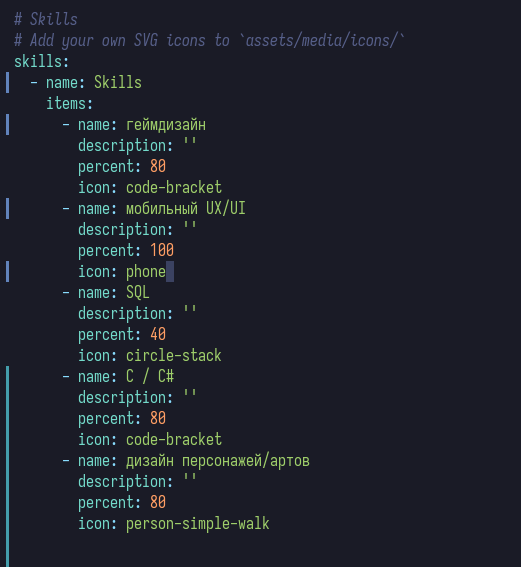 # Skills
# Add your own SVG icons to `assets/media/icons/`
skills:
  - name: Skills
    items:
      - name: геймдизайн
        description: ''
        percent: 80
        icon: code-bracket
      - name: мобильный UX/UI
        description: ''
        percent: 100
        icon: phone
      - name: SQL
        description: ''
        percent: 40
        icon: circle-stack
      - name: C / C#
        description: ''
        percent: 80
        icon: code-bracket
      - name: дизайн персонажей/артов
        description: ''
        percent: 80
        icon: person-simple-walk